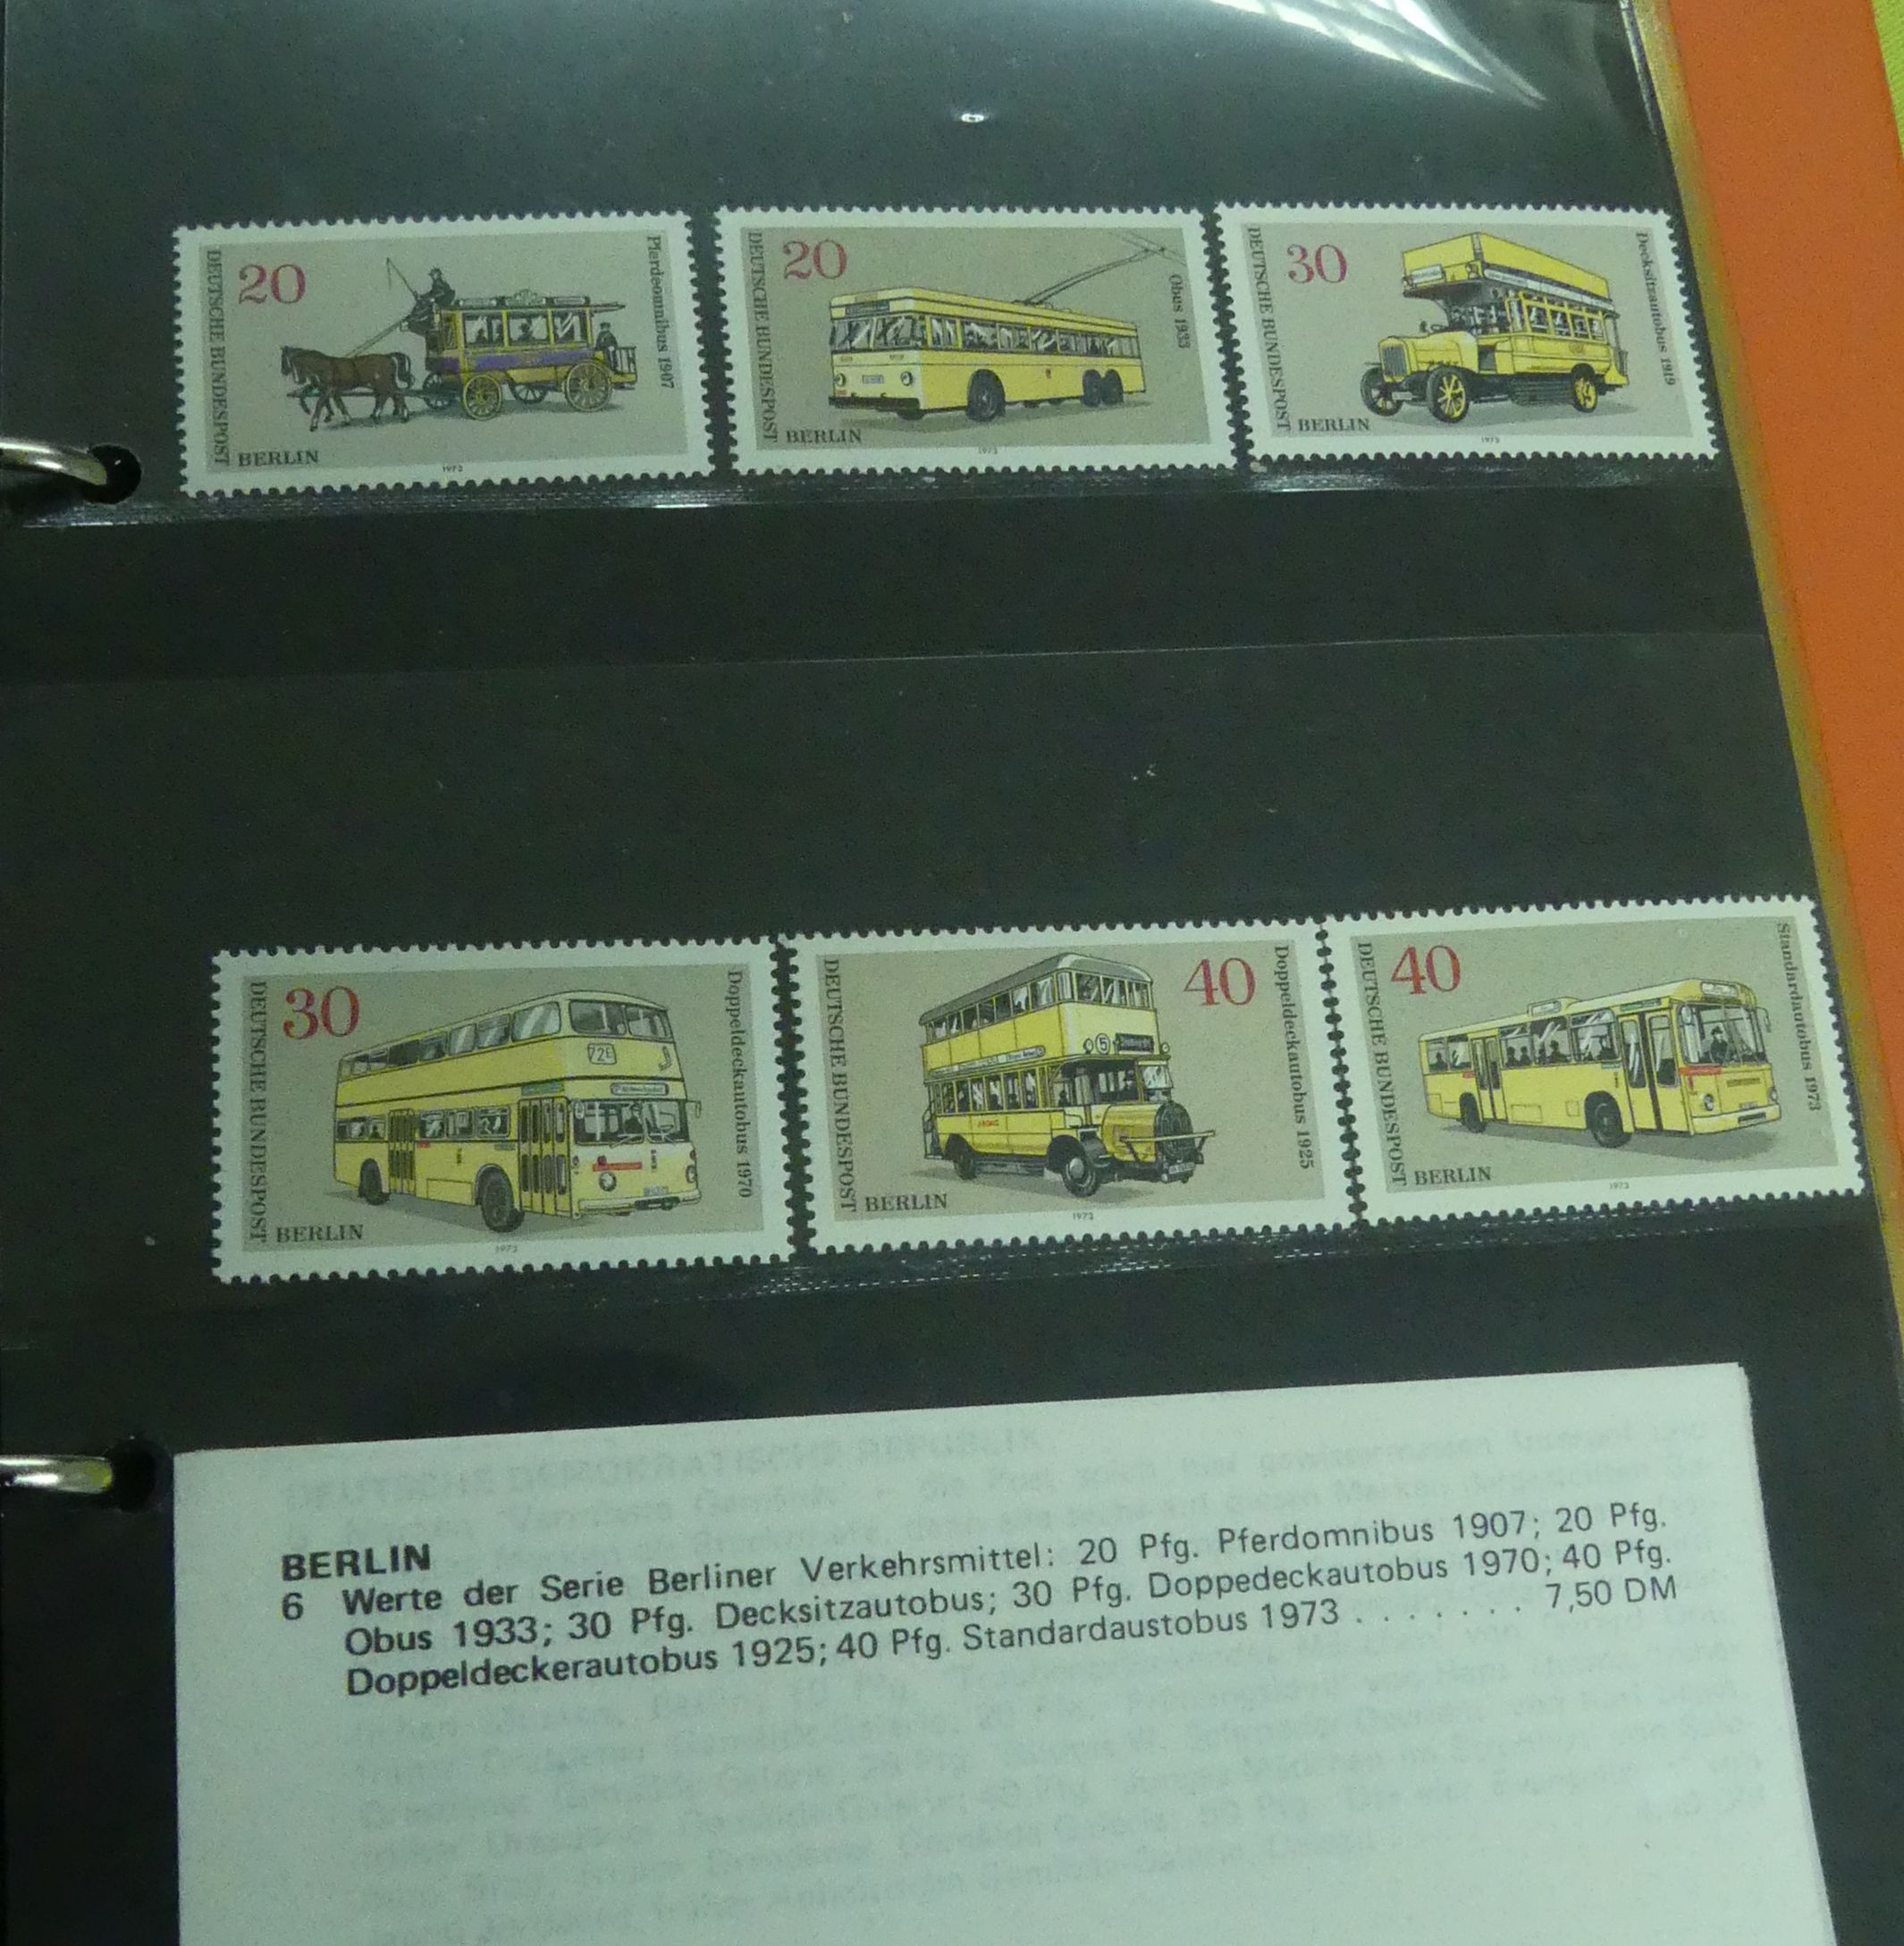 20
DEUTSCHE BUNDESPOST
BERLIN
Pferdeomnibus 1907
1973
20
DEUTSCHE BUNDESPOST
BERLIN
Obus 1933
1973
30
DEUTSCHE BUNDESPOST
BERLIN
Decksitzautobus 1919
1973
30
DEUTSCHE BUNDESPOST
BERLIN
Doppeldeckautobus 1970
72E
1973
40
DEUTSCHE BUNDESPOST
BERLIN
Doppeldeckautobus 1925
5
1973
40
DEUTSCHE BUNDESPOST
BERLIN
Standardautobus 1973
1973
BERLIN
6 Werte der Serie Berliner Verkehrsmittel: 20 Pfg. Pferdomnibus 1907; 20 Pfg.
Obus 1933; 30 Pfg. Decksitzautobus; 30 Pfg. Doppedeckautobus 1970; 40 Pfg.
Doppeldeckerautobus 1925; 40 Pfg. Standardaustobus 1973 . . . . . . . 7,50 DM